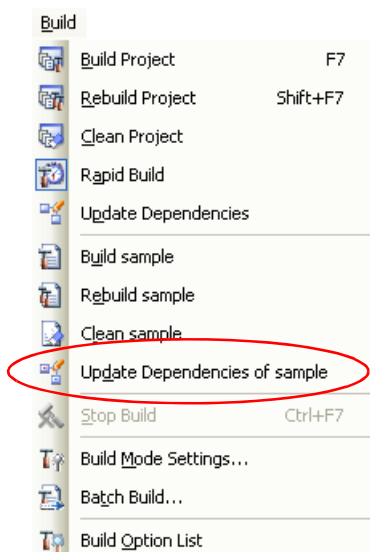 Build
Build Project F7
Rebuild Project Shift+F7
Clean Project
Rapid Build
Update Dependencies
Build sample
Rebuild sample
Clean sample
Update Dependencies of sample
Stop Build Ctrl+F7
Build Mode Settings...
Batch Build...
Build Option List